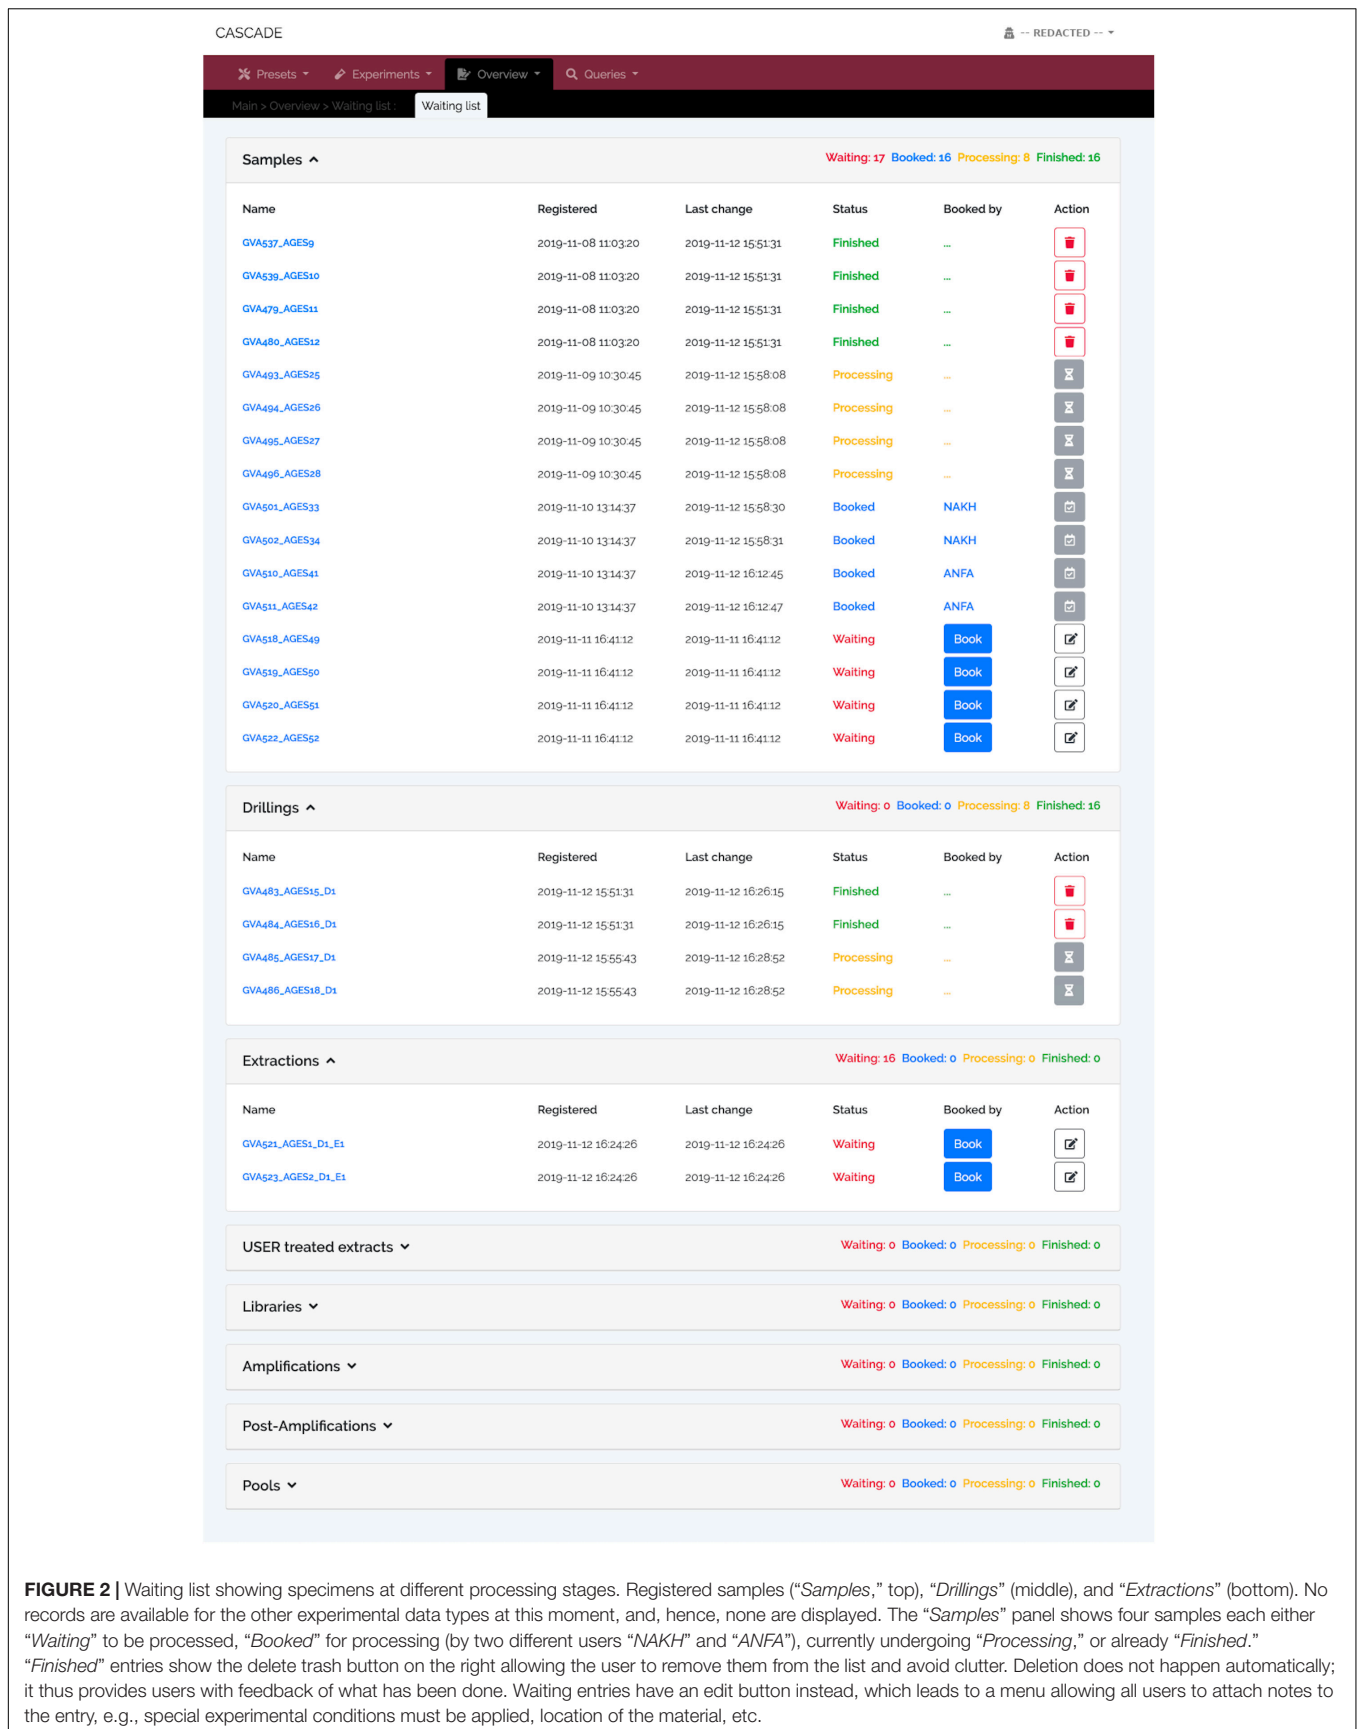 CASCADE
-- REDACTED --
Presets Experiments Overview Queries
Main > Overview > Waiting list : Waiting list
Samples Waiting: 17 Booked: 16 Processing: 8 Finished: 16
Name Registered Last change Status Booked by Action
GVA537_AGES9 2019-11-08 11:03:20 2019-11-12 15:51:31 Finished ...
GVA539_AGES10 2019-11-08 11:03:20 2019-11-12 15:51:31 Finished ...
GVA479_AGES11 2019-11-08 11:03:20 2019-11-12 15:51:31 Finished ...
GVA480_AGES12 2019-11-08 11:03:20 2019-11-12 15:51:31 Finished ...
GVA493_AGES25 2019-11-09 10:30:45 2019-11-12 15:58:08 Processing ...
GVA494_AGES26 2019-11-09 10:30:45 2019-11-12 15:58:08 Processing ...
GVA495_AGES27 2019-11-09 10:30:45 2019-11-12 15:58:08 Processing ...
GVA496_AGES28 2019-11-09 10:30:45 2019-11-12 15:58:08 Processing ...
GVA501_AGES33 2019-11-10 13:14:37 2019-11-12 15:58:30 Booked NAKH
GVA502_AGES34 2019-11-10 13:14:37 2019-11-12 15:58:31 Booked NAKH
GVA510_AGES41 2019-11-10 13:14:37 2019-11-12 16:12:45 Booked ANFA
GVA511_AGES42 2019-11-10 13:14:37 2019-11-12 16:12:47 Booked ANFA
GVA518_AGES49 2019-11-11 16:41:12 2019-11-11 16:41:12 Waiting Book
GVA519_AGES50 2019-11-11 16:41:12 2019-11-11 16:41:12 Waiting Book
GVA520_AGES51 2019-11-11 16:41:12 2019-11-11 16:41:12 Waiting Book
GVA522_AGES52 2019-11-11 16:41:12 2019-11-11 16:41:12 Waiting Book
Drillings Waiting: 0 Booked: 0 Processing: 8 Finished: 16
Name Registered Last change Status Booked by Action
GVA483_AGES15_D1 2019-11-12 15:51:31 2019-11-12 16:26:15 Finished ...
GVA484_AGES16_D1 2019-11-12 15:51:31 2019-11-12 16:26:15 Finished ...
GVA485_AGES17_D1 2019-11-12 15:55:43 2019-11-12 16:28:52 Processing ...
GVA486_AGES18_D1 2019-11-12 15:55:43 2019-11-12 16:28:52 Processing ...
Extractions Waiting: 16 Booked: 0 Processing: 0 Finished: 0
Name Registered Last change Status Booked by Action
GVA521_AGES1_D1_E1 2019-11-12 16:24:26 2019-11-12 16:24:26 Waiting Book
GVA523_AGES2_D1_E1 2019-11-12 16:24:26 2019-11-12 16:24:26 Waiting Book
USER treated extracts Waiting: 0 Booked: 0 Processing: 0 Finished: 0
Libraries Waiting: 0 Booked: 0 Processing: 0 Finished: 0
Amplifications Waiting: 0 Booked: 0 Processing: 0 Finished: 0
Post-Amplifications Waiting: 0 Booked: 0 Processing: 0 Finished: 0
Pools Waiting: 0 Booked: 0 Processing: 0 Finished: 0
FIGURE 2 | Waiting list showing specimens at different processing stages. Registered samples (“Samples,” top), “Drillings” (middle), and “Extractions” (bottom). No
records are available for the other experimental data types at this moment, and, hence, none are displayed. The “Samples” panel shows four samples each either
“Waiting” to be processed, “Booked” for processing (by two different users “NAKH” and “ANFA”), currently undergoing “Processing,” or already “Finished.”
“Finished” entries show the delete trash button on the right allowing the user to remove them from the list and avoid clutter. Deletion does not happen automatically;
it thus provides users with feedback of what has been done. Waiting entries have an edit button instead, which leads to a menu allowing all users to attach notes to
the entry, e.g., special experimental conditions must be applied, location of the material, etc.